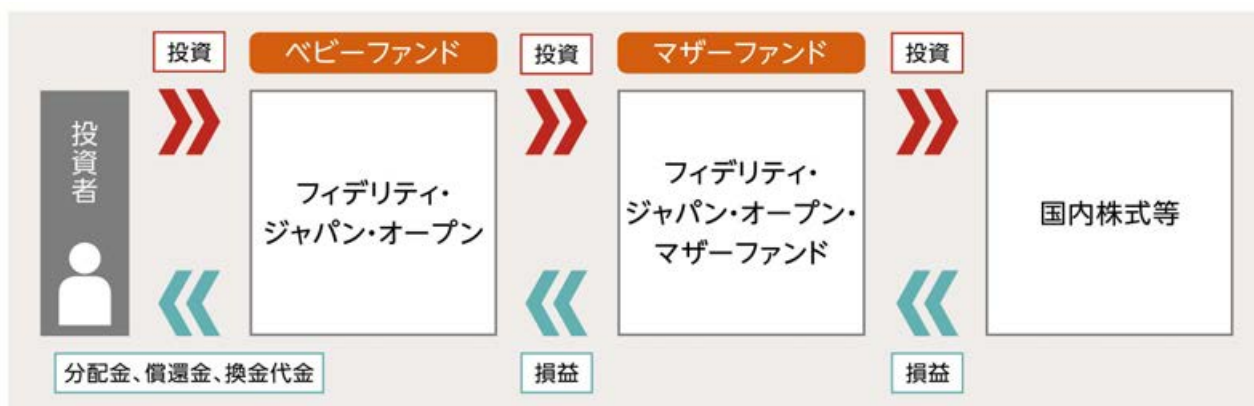 投資
ベビーファンド
投資
マザーファンド
投資
投資者
フィデリティ・
ジャパン・オープン
フィデリティ・
ジャパン・オープン・
マザーファンド
国内株式等
分配金、償還金、換金代金
損益
損益